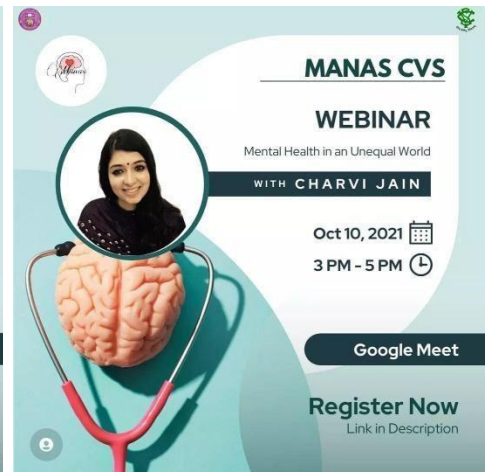 Manas
MANAS CVS
WEBINAR
Mental Health in an Unequal World
WITH CHARVI JAIN
Oct 10, 2021
3 PM - 5 PM
Google Meet
Register Now
Link in Description